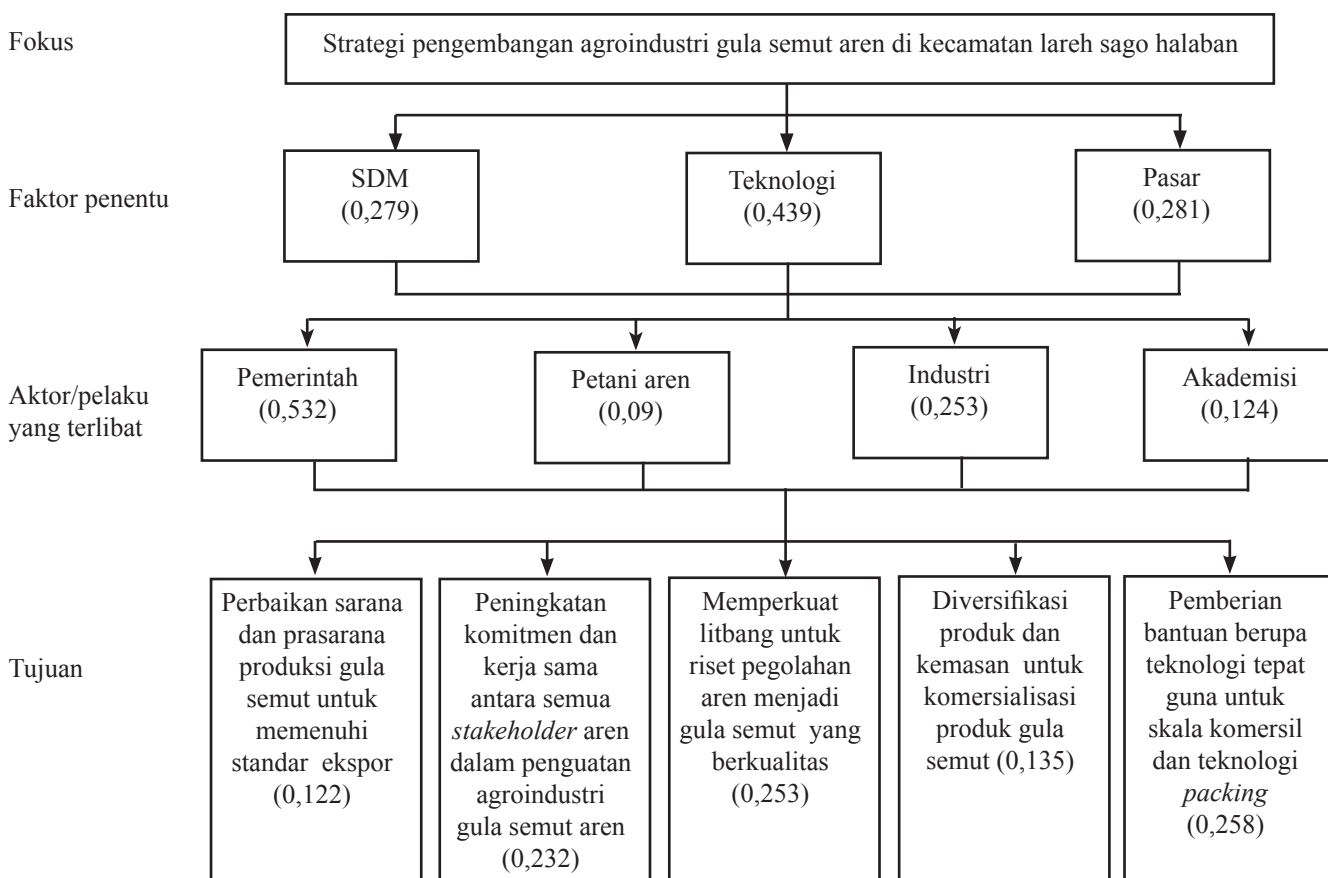 Fokus
Strategi pengembangan agroindustri gula semut aren di kecamatan lareh sago halaban
Faktor penentu
SDM
(0,279)
Teknologi
(0,439)
Pasar
(0,281)
Aktor/pelaku
yang terlibat
Pemerintah
(0,532)
Petani aren
(0,09)
Industri
(0,253)
Akademisi
(0,124)
Tujuan
Perbaikan sarana
dan prasarana
produksi gula
semut untuk
memenuhi
standar ekspor
(0,122)
Peningkatan
komitmen dan
kerja sama
antara semua
stakeholder aren
dalam penguatan
agroindustri
gula semut aren
(0,232)
Memperkuat
litbang untuk
riset pegolahan
aren menjadi
gula semut yang
berkualitas
(0,253)
Diversifikasi
produk dan
kemasan untuk
komersialisasi
produk gula
semut (0,135)
Pemberian
bantuan berupa
teknologi tepat
guna untuk
skala komersil
dan teknologi
packing
(0,258)